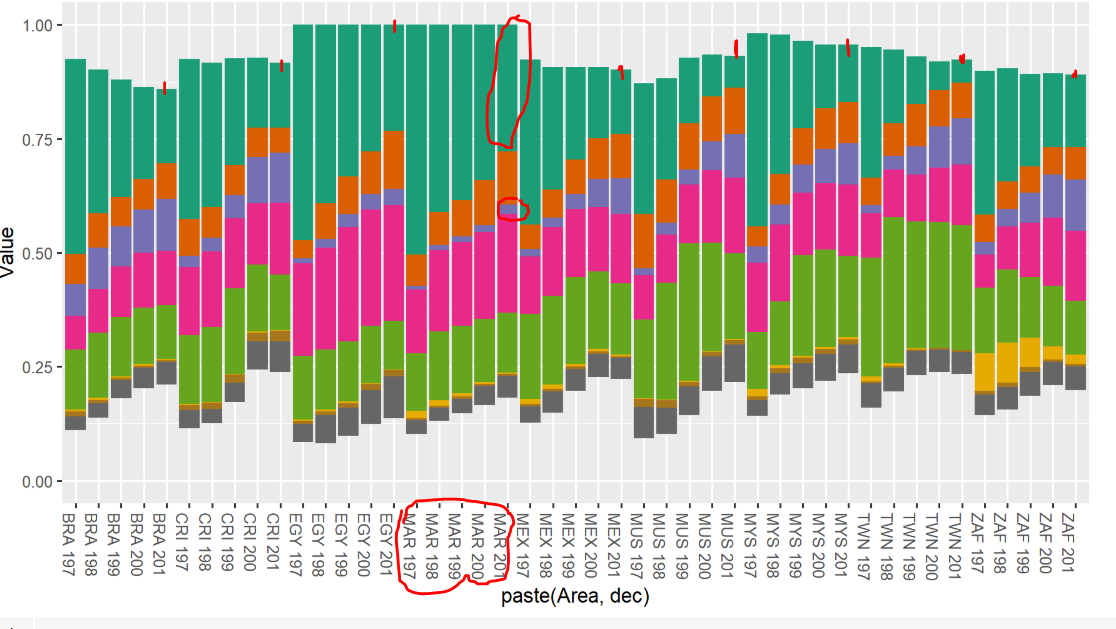 1.00
0.75
0.50
0.25
0.00
Value
BRA 197
BRA 198
BRA 199
BRA 200
BRA 201
CRI 197
CRI 198
CRI 199
CRI 200
CRI 201
EGY 197
EGY 198
EGY 199
EGY 200
EGY 201
MAR 197
MAR 198
MAR 199
MAR 200
MAR 201
MEX 197
MEX 198
MEX 199
MEX 200
MEX 201
MUS 197
MUS 198
MUS 199
MUS 200
MUS 201
MYS 197
MYS 198
MYS 199
MYS 200
MYS 201
TWN 197
TWN 198
TWN 199
TWN 200
TWN 201
ZAF 197
ZAF 198
ZAF 199
ZAF 200
ZAF 201
paste(Area, dec)